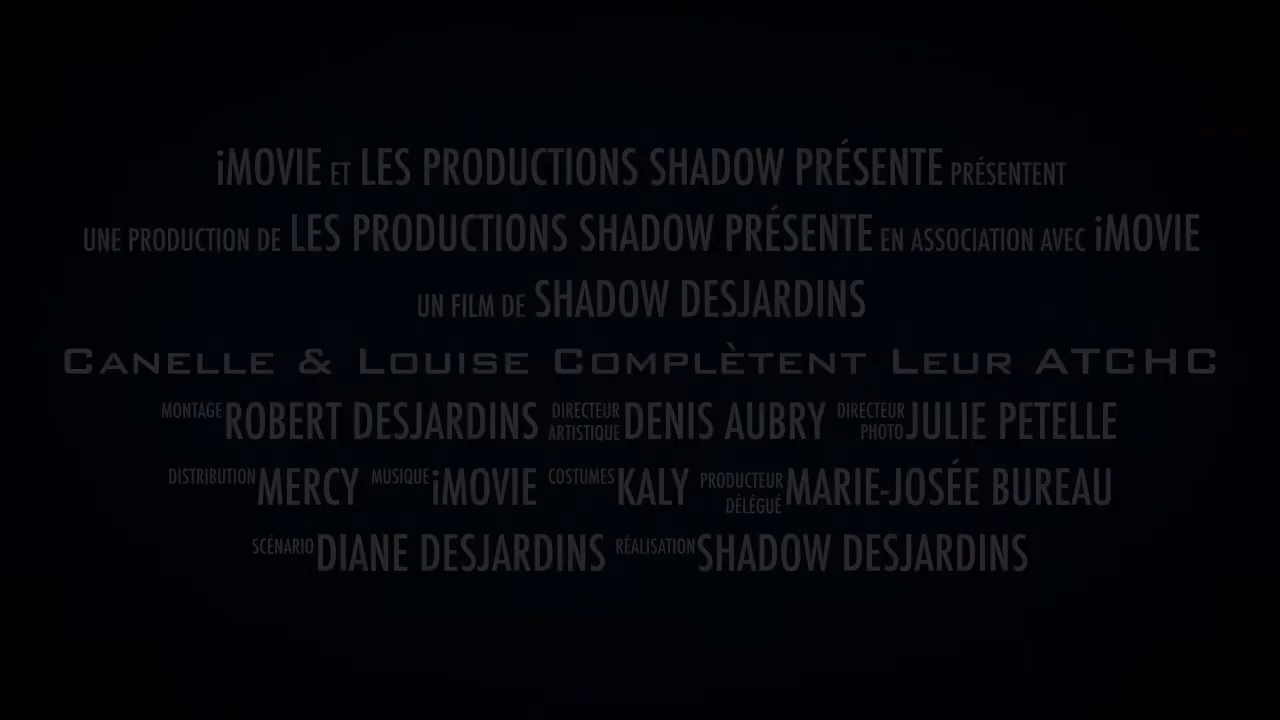 iMOVIE ET LES PRODUCTIONS SHADOW PRÉSENTE PRÉSENTENT
UNE PRODUCTION DE LES PRODUCTIONS SHADOW PRÉSENTE EN ASSOCIATION AVEC iMOVIE
UN FILM DE SHADOW DESJARDINS
Canelle & Louise Complètent Leur ATCHC
MONTAGE ROBERT DESJARDINS DIRECTEUR ARTISTIQUE DENIS AUBRY DIRECTEUR PHOTO JULIE PETELLE
DISTRIBUTION MERCY MUSIQUE iMOVIE COSTUMES KALY PRODUCTEUR DÉLÉGUÉ MARIE-JOSÉE BUREAU
SCÉNARIO DIANE DESJARDINS RÉALISATION SHADOW DESJARDINS